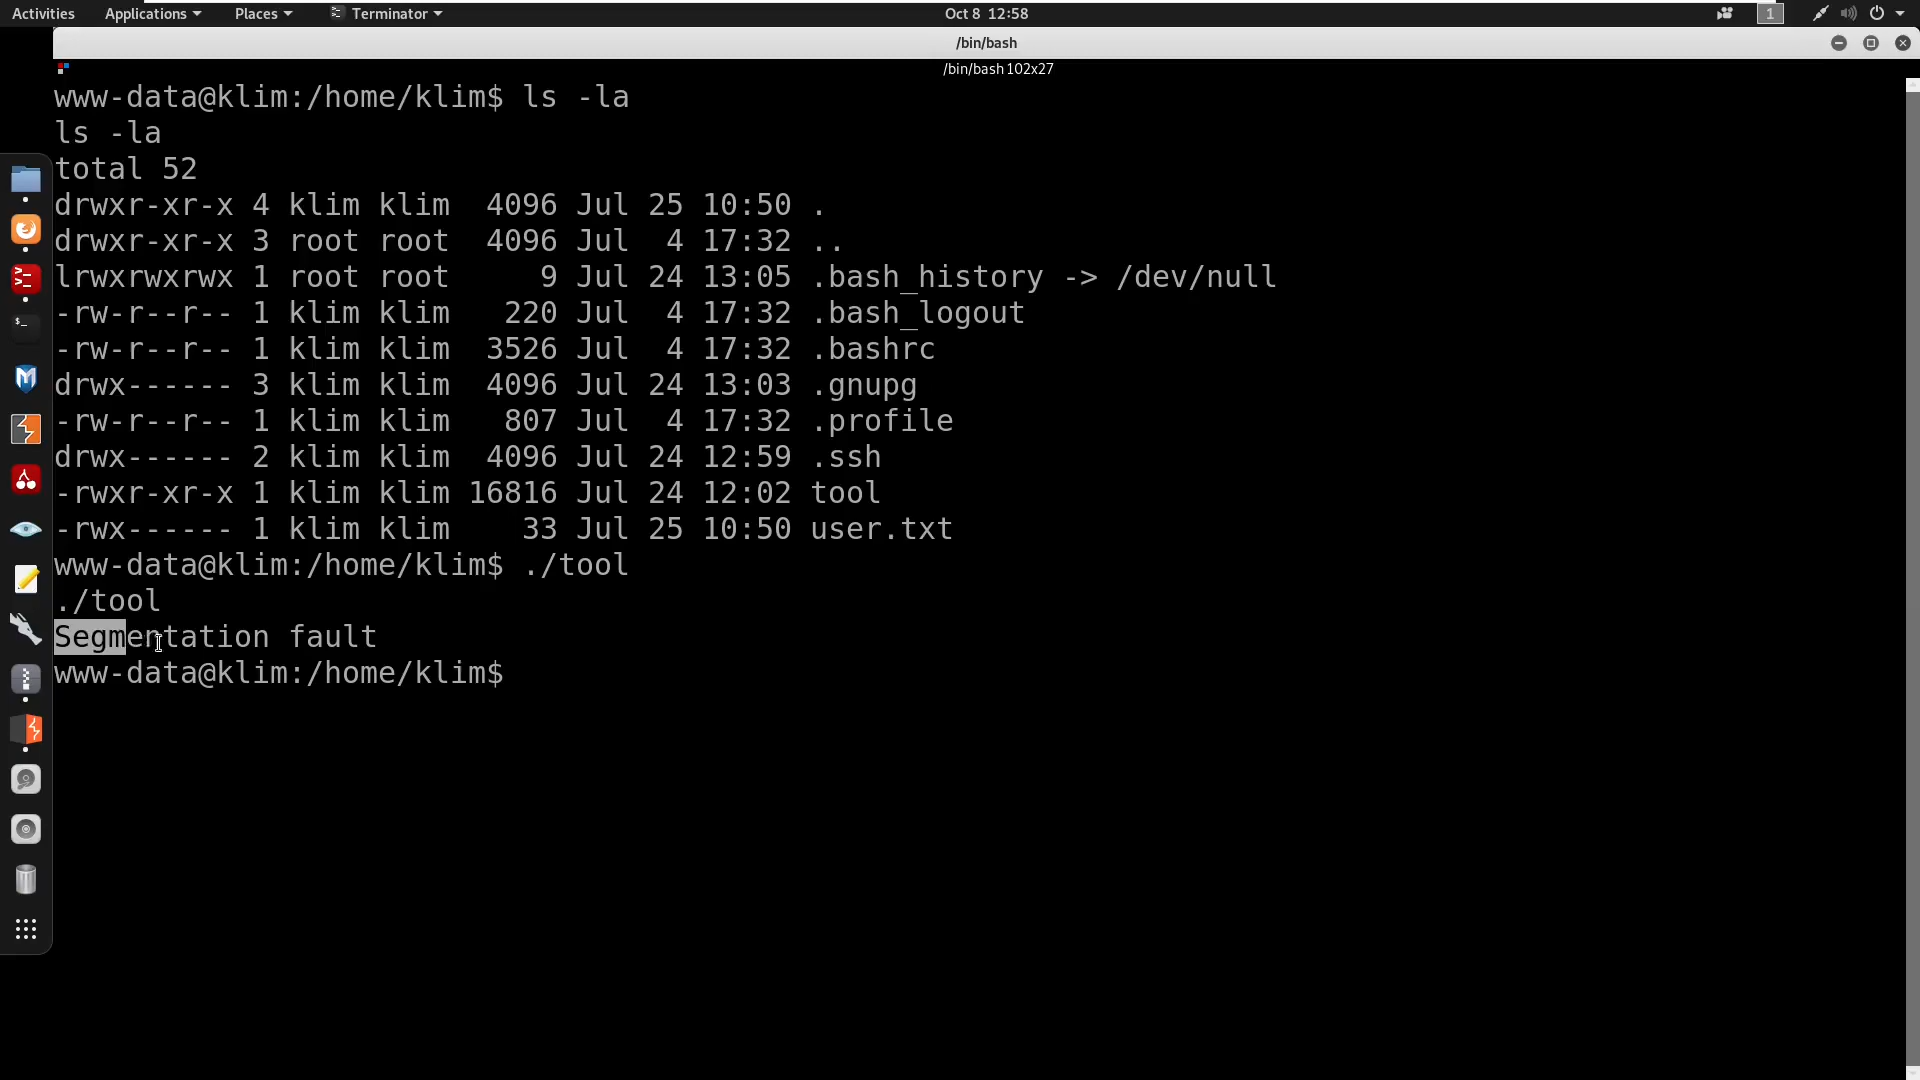 Activities Applications Places Terminator Oct 8 12:58 1
/bin/bash
/bin/bash 102x27
www-data@klim:/home/klim$ ls -la
ls -la
total 52
drwxr-xr-x 4 klim klim  4096 Jul 25 10:50 .
drwxr-xr-x 3 root root  4096 Jul  4 17:32 ..
lrwxrwxrwx 1 root root     9 Jul 24 13:05 .bash_history -> /dev/null
-rw-r--r-- 1 klim klim   220 Jul  4 17:32 .bash_logout
-rw-r--r-- 1 klim klim  3526 Jul  4 17:32 .bashrc
drwx------ 3 klim klim  4096 Jul 24 13:03 .gnupg
-rw-r--r-- 1 klim klim   807 Jul  4 17:32 .profile
drwx------ 2 klim klim  4096 Jul 24 12:59 .ssh
-rwxr-xr-x 1 klim klim 16816 Jul 24 12:02 tool
-rwx------ 1 klim klim    33 Jul 25 10:50 user.txt
www-data@klim:/home/klim$ ./tool
./tool
Segmentation fault
www-data@klim:/home/klim$